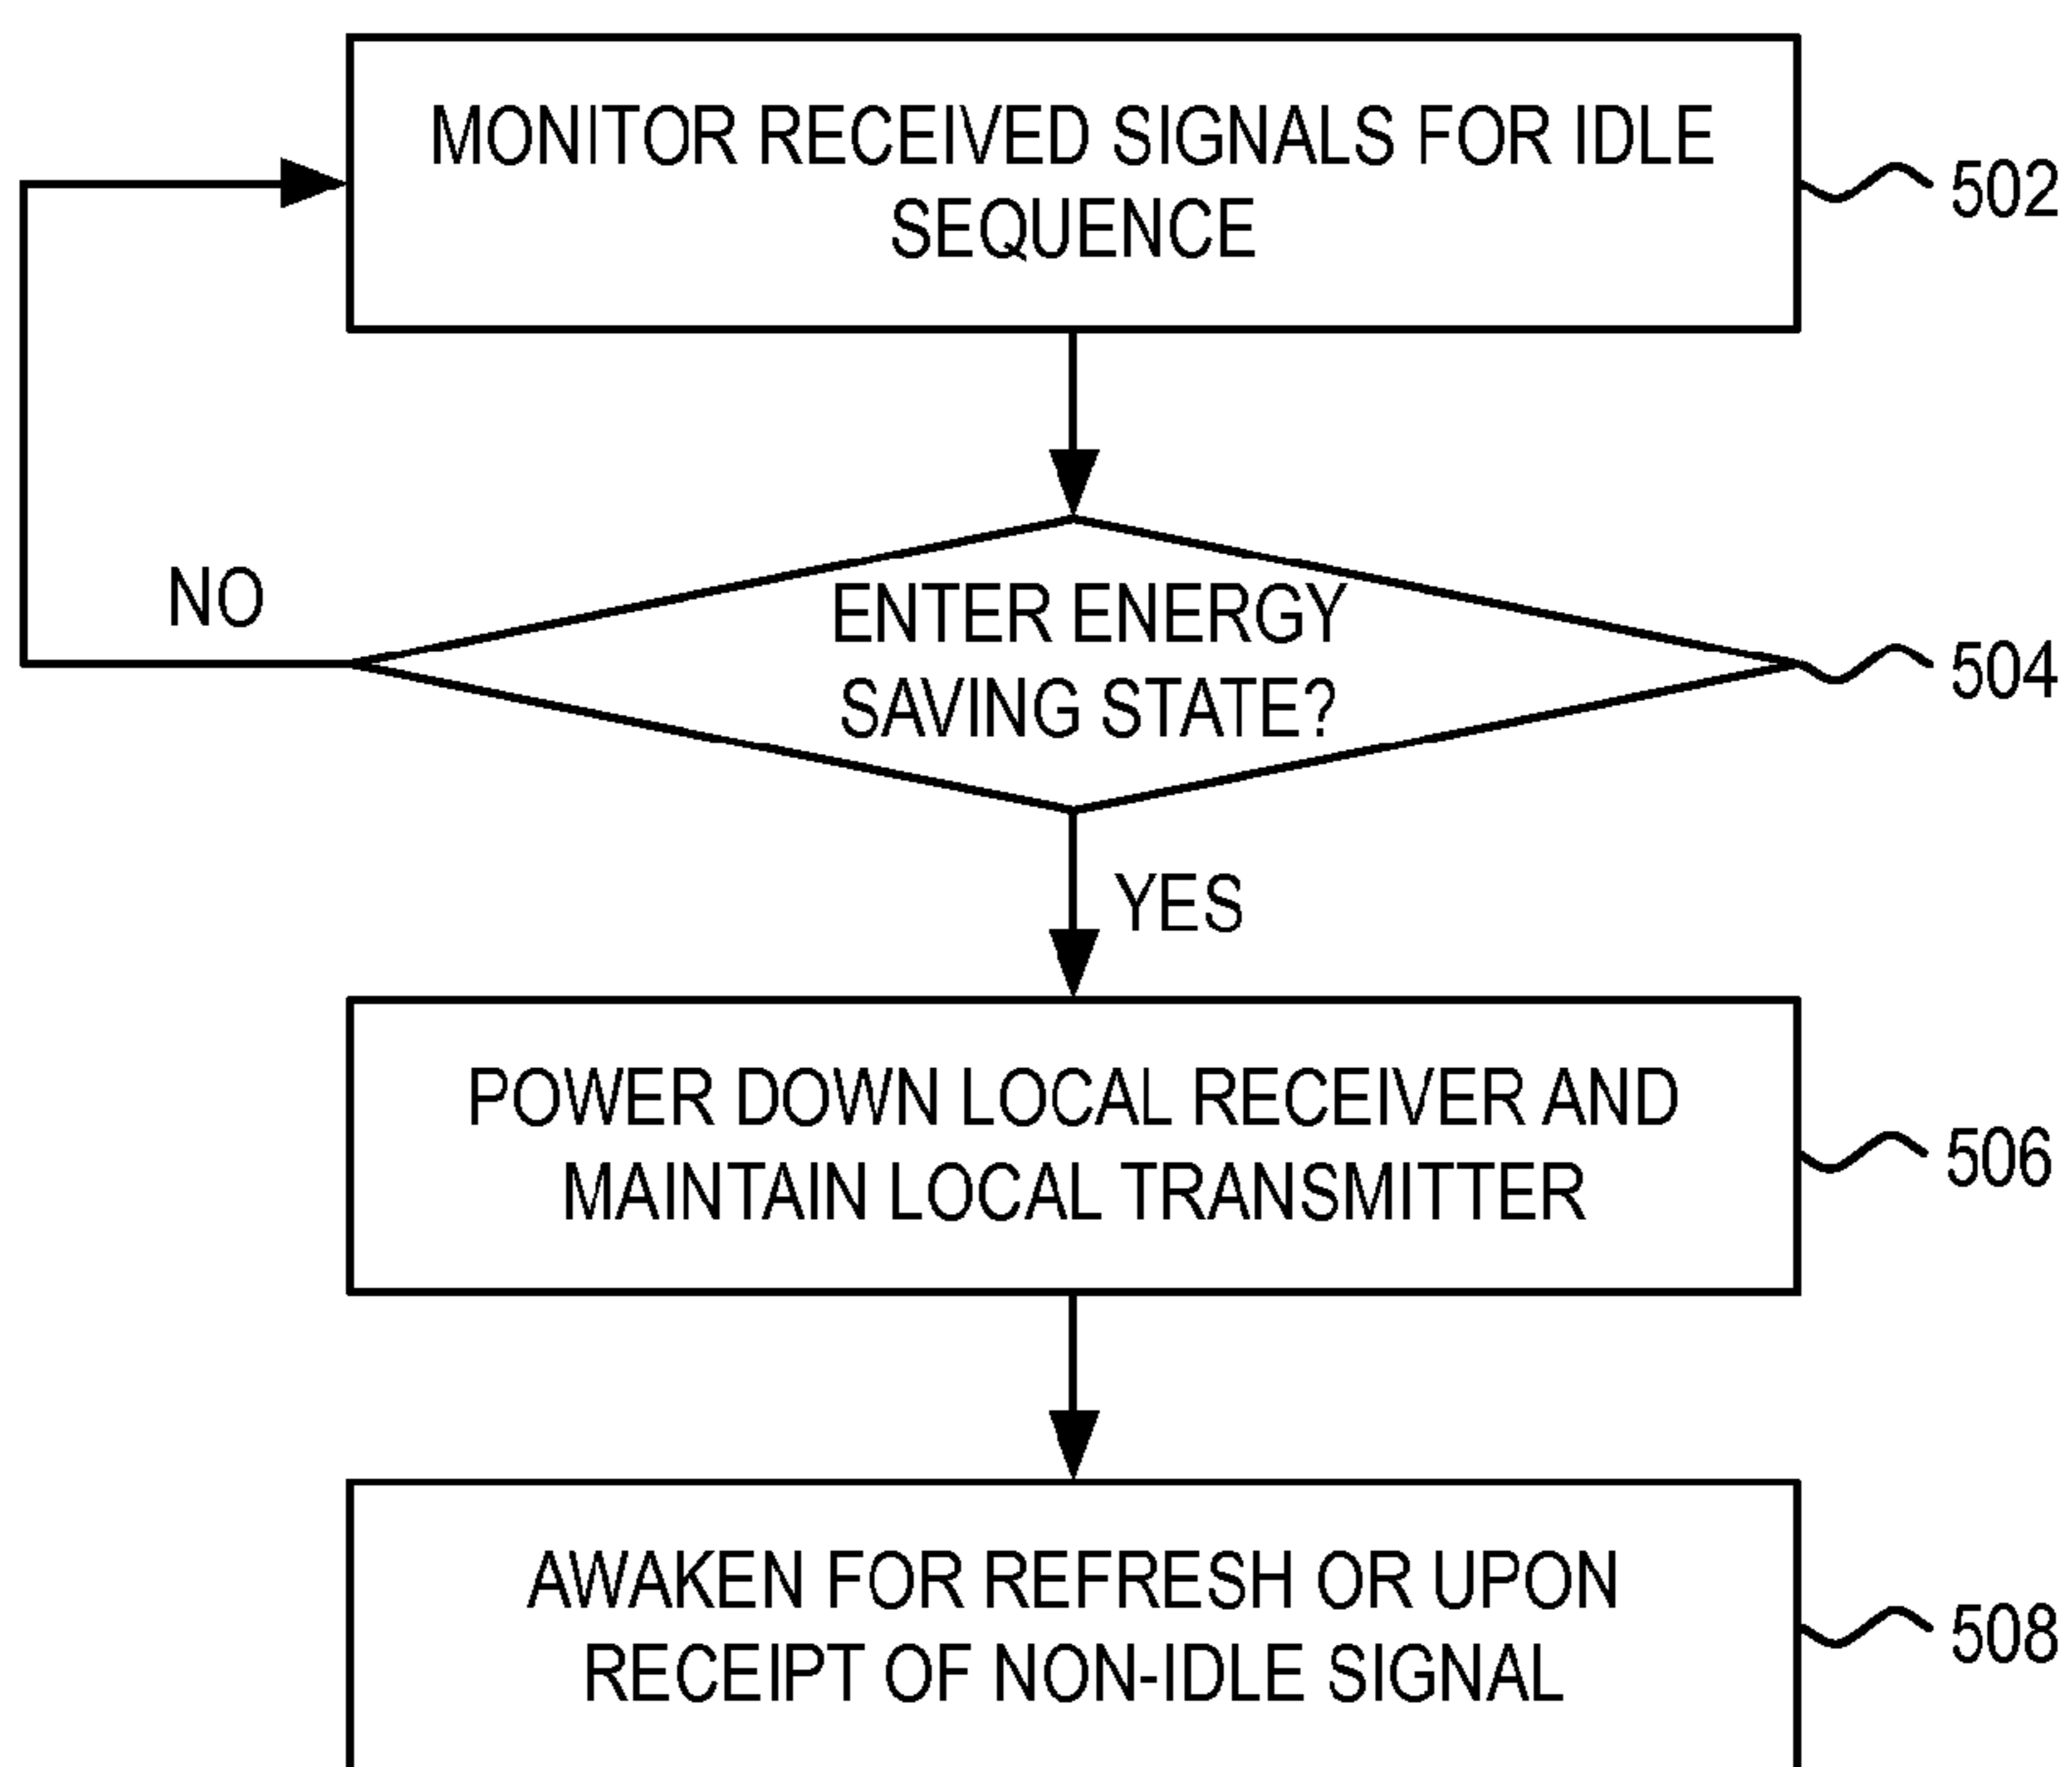 MONITOR RECEIVED SIGNALS FOR IDLE
SEQUENCE
502
NO
ENTER ENERGY
SAVING STATE?
504
YES
POWER DOWN LOCAL RECEIVER AND
MAINTAIN LOCAL TRANSMITTER
506
AWAKEN FOR REFRESH OR UPON
RECEIPT OF NON-IDLE SIGNAL
508